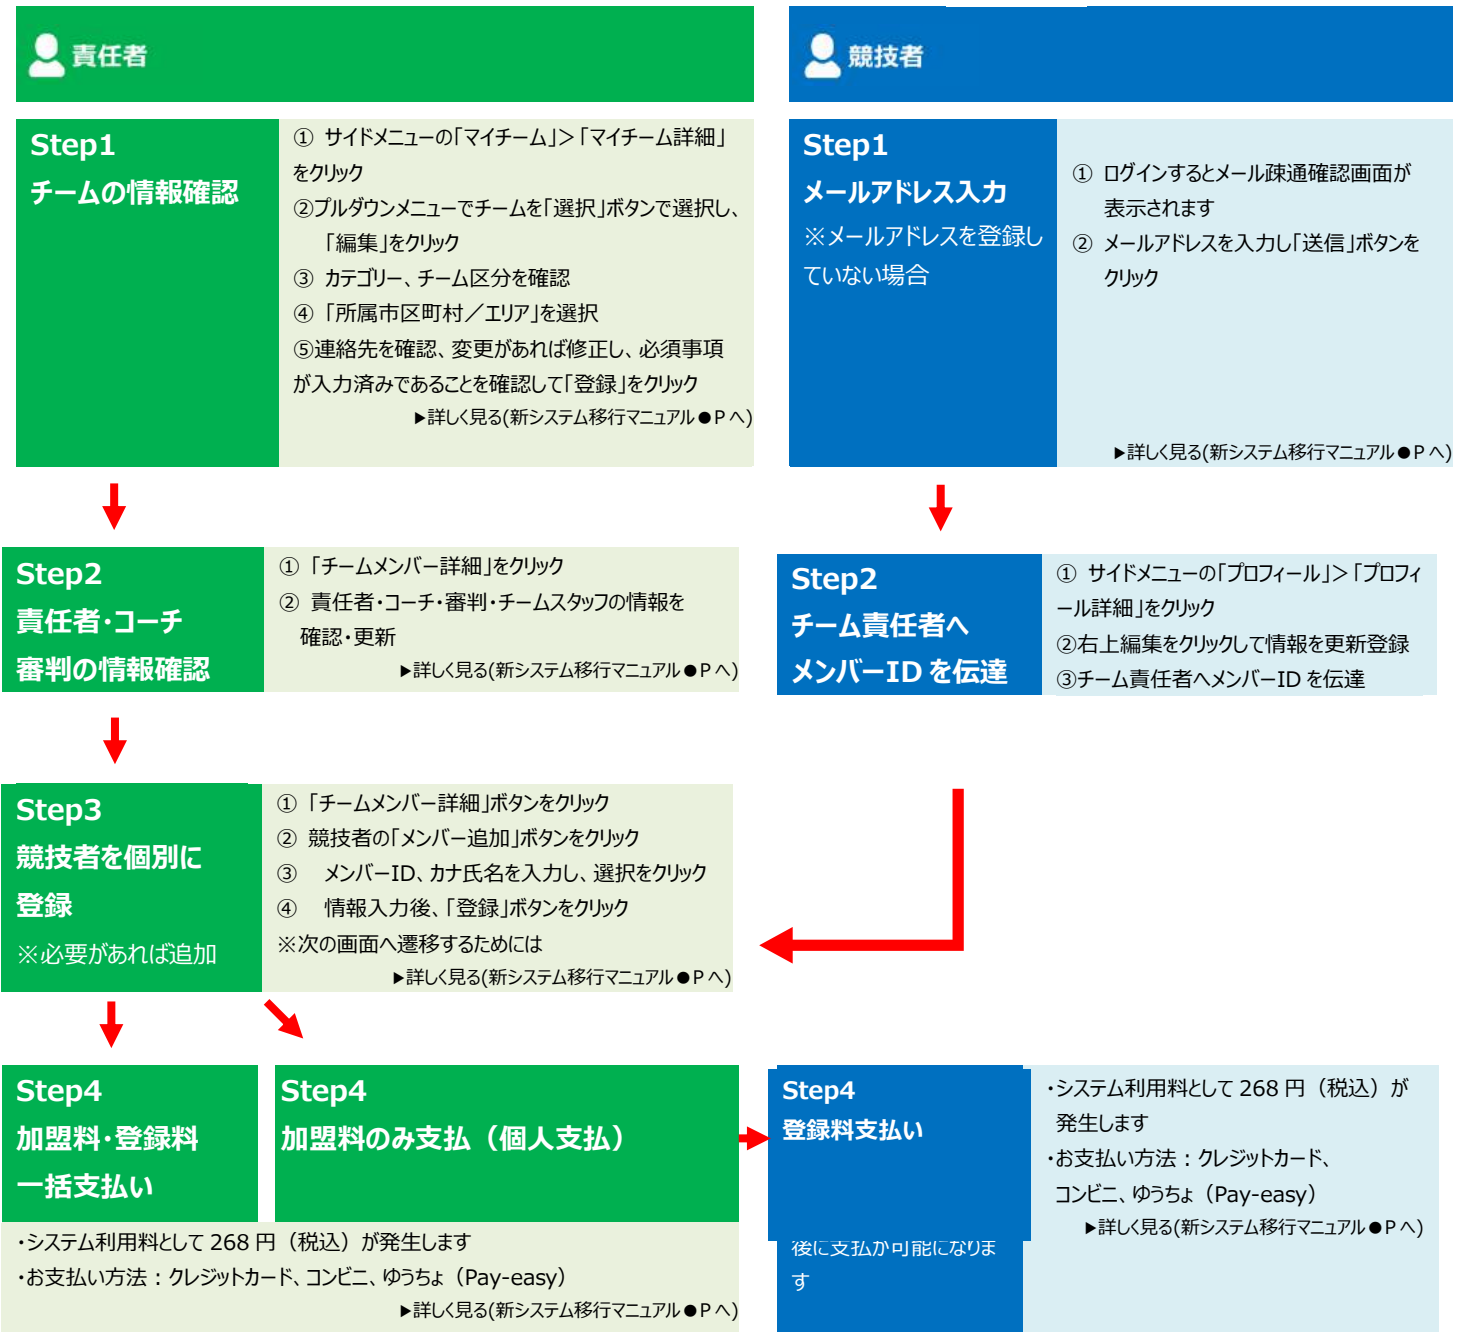 責任者
Step1
チームの情報確認
① サイドメニューの「マイチーム」＞「マイチーム詳細」
をクリック
②プルダウンメニューでチームを「選択」ボタンで選択し、
「編集」をクリック
③ カテゴリー、チーム区分を確認
④「所属市区町村／エリア」を選択
⑤連絡先を確認、変更があれば修正し、必須事項
が入力済みであることを確認して「登録」をクリック
▶詳しく見る(新システム移行マニュアル●Pへ)
Step2
責任者・コーチ
審判の情報確認
①「チームメンバー詳細」をクリック
② 責任者・コーチ・審判・チームスタッフの情報を
確認・更新
▶詳しく見る(新システム移行マニュアル●Pへ)
Step3
競技者を個別に
登録
※必要があれば追加
①「チームメンバー詳細」ボタンをクリック
② 競技者の「メンバー追加」ボタンをクリック
③ メンバーID、カナ氏名を入力し、選択をクリック
④ 情報入力後、「登録」ボタンをクリック
※次の画面へ遷移するためには
▶詳しく見る(新システム移行マニュアル●Pへ)
Step4
加盟料・登録料
一括支払い
Step4
加盟料のみ支払（個人支払）
・システム利用料として 268 円（税込）が発生します
・お支払い方法：クレジットカード、コンビニ、ゆうちょ（Pay-easy）
▶詳しく見る(新システム移行マニュアル●Pへ)
競技者
Step1
メールアドレス入力
※メールアドレスを登録し
ていない場合
① ログインするとメール疎通確認画面が
表示されます
② メールアドレスを入力し「送信」ボタンを
クリック
▶詳しく見る(新システム移行マニュアル●Pへ)
Step2
チーム責任者へ
メンバーID を伝達
① サイドメニューの「プロフィール」＞「プロフィ
ール詳細」をクリック
②右上編集をクリックして情報を更新登録
③チーム責任者へメンバーID を伝達
Step4
登録料支払い
後に支払が可能になりま
す
・システム利用料として 268 円（税込）が
発生します
・お支払い方法：クレジットカード、
コンビニ、ゆうちょ（Pay-easy）
▶詳しく見る(新システム移行マニュアル●Pへ)